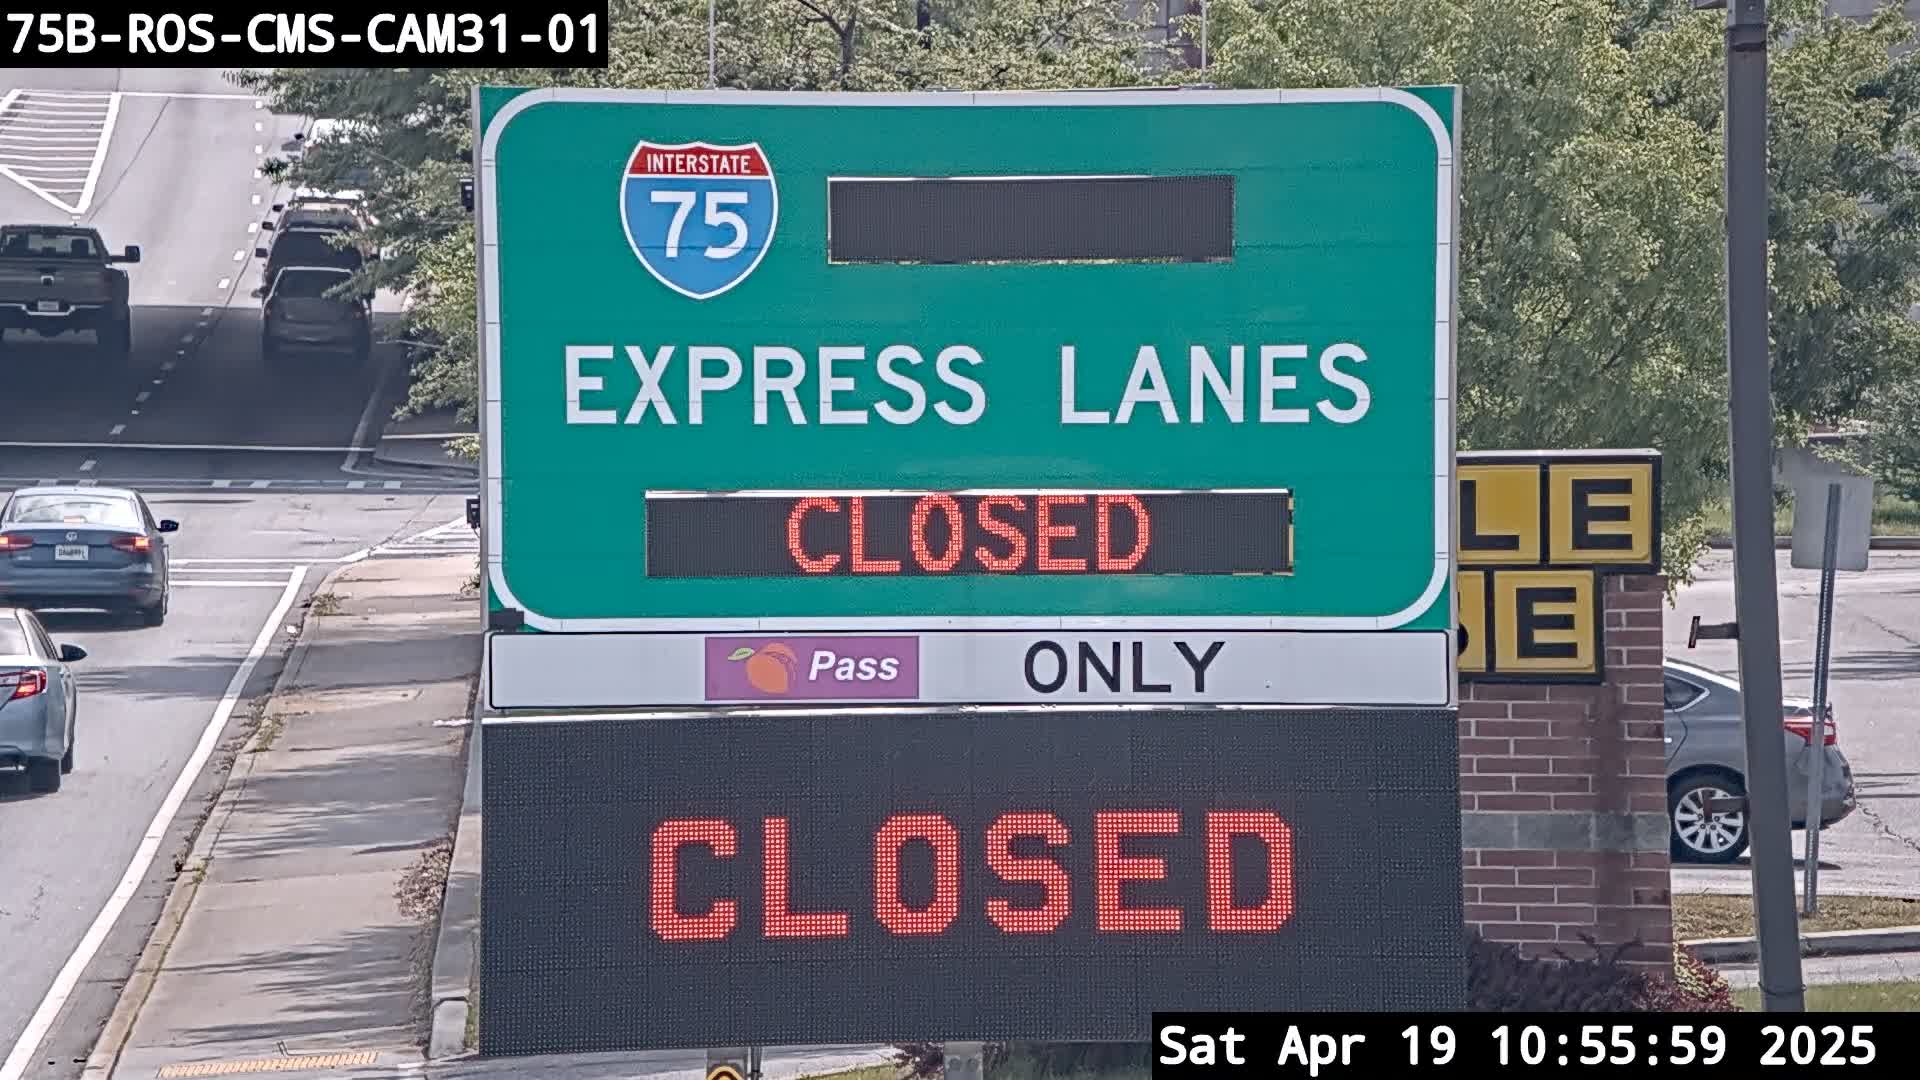 75B-ROS-CMS-CAM31-01
INTERSTATE
75
EXPRESS LANES
CLOSED
LE
E
Pass ONLY
CLOSED
Sat Apr 19 10:55:59 2025